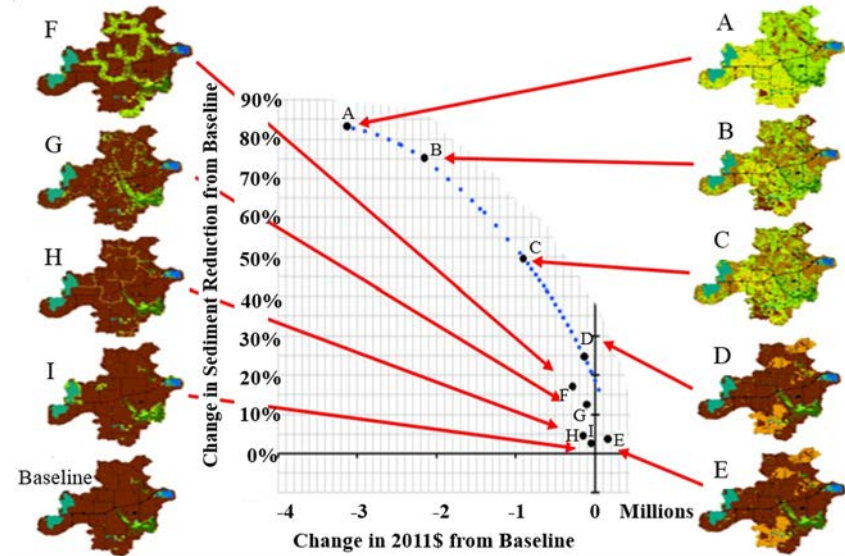 F
G
H
I
Baseline
Change in Sediment Reduction from Baseline
90%
80%
70%
60%
50%
40%
30%
20%
10%
0%
A
B
C
D
F
G
H
I
E
-4
-3
-2
-1
0
Millions
Change in 2011$ from Baseline
A
B
C
D
E